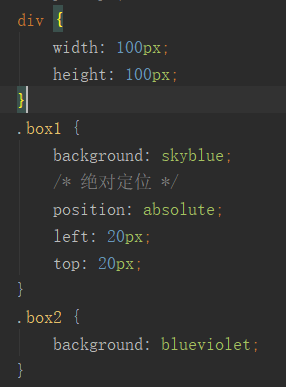 div {
    width: 100px;
    height: 100px;
}
.box1 {
    background: skyblue;
    /* 绝对定位 */
    position: absolute;
    left: 20px;
    top: 20px;
}
.box2 {
    background: blueviolet;
}